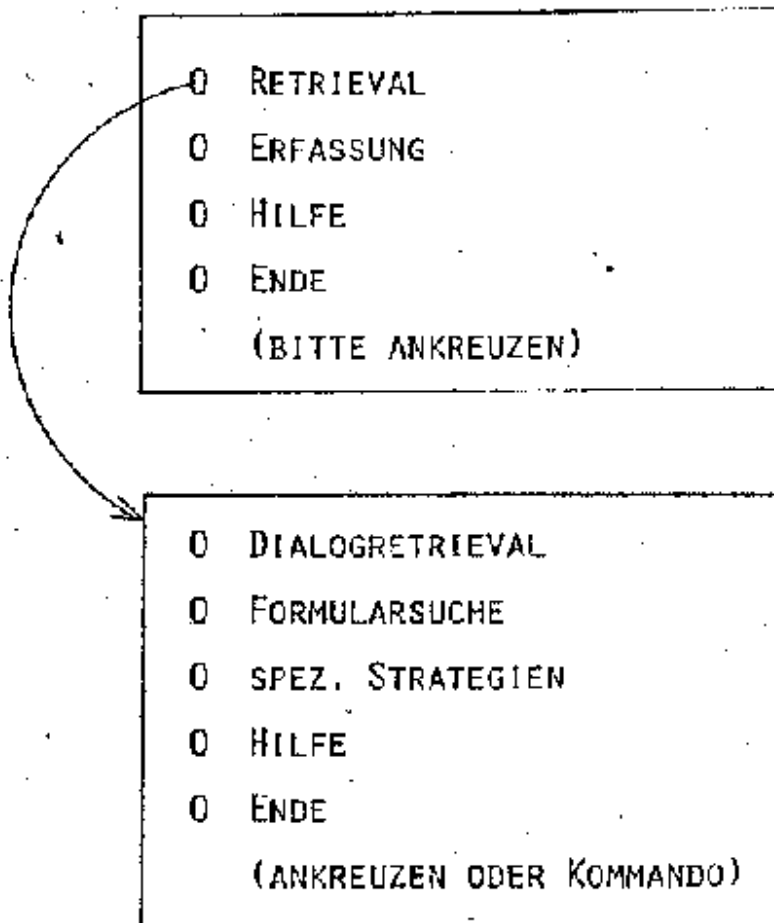 O RETRIEVAL
O ERFASSUNG
O HILFE
O ENDE
(BITTE ANKREUZEN)
O DIALOGRETRIEVAL
O FORMULARSUCHE
O SPEZ. STRATEGIEN
O HILFE
O ENDE
(ANKREUZEN ODER KOMMANDO)